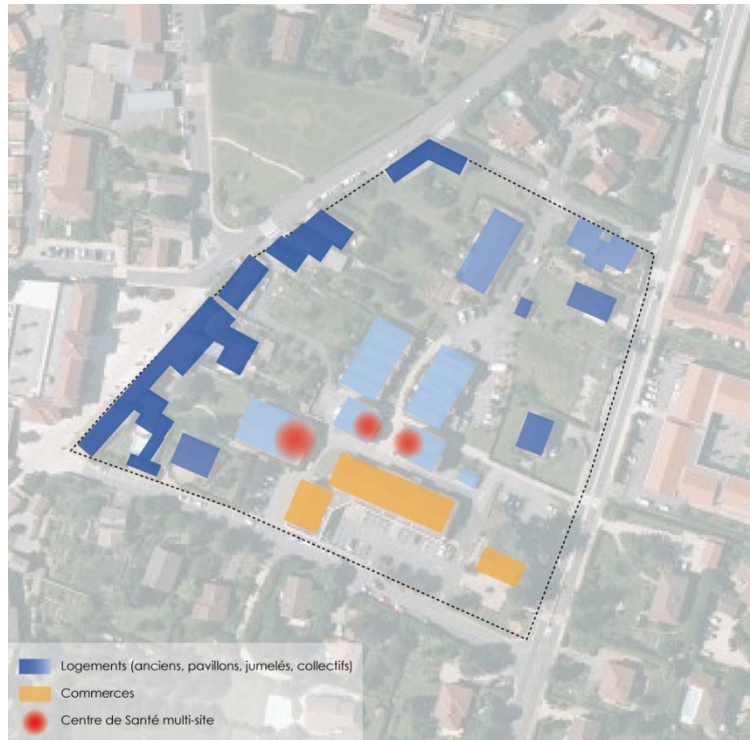 Logements (anciens, pavillons, jumelés, collectifs)
Commerces
Centre de Santé multi-site